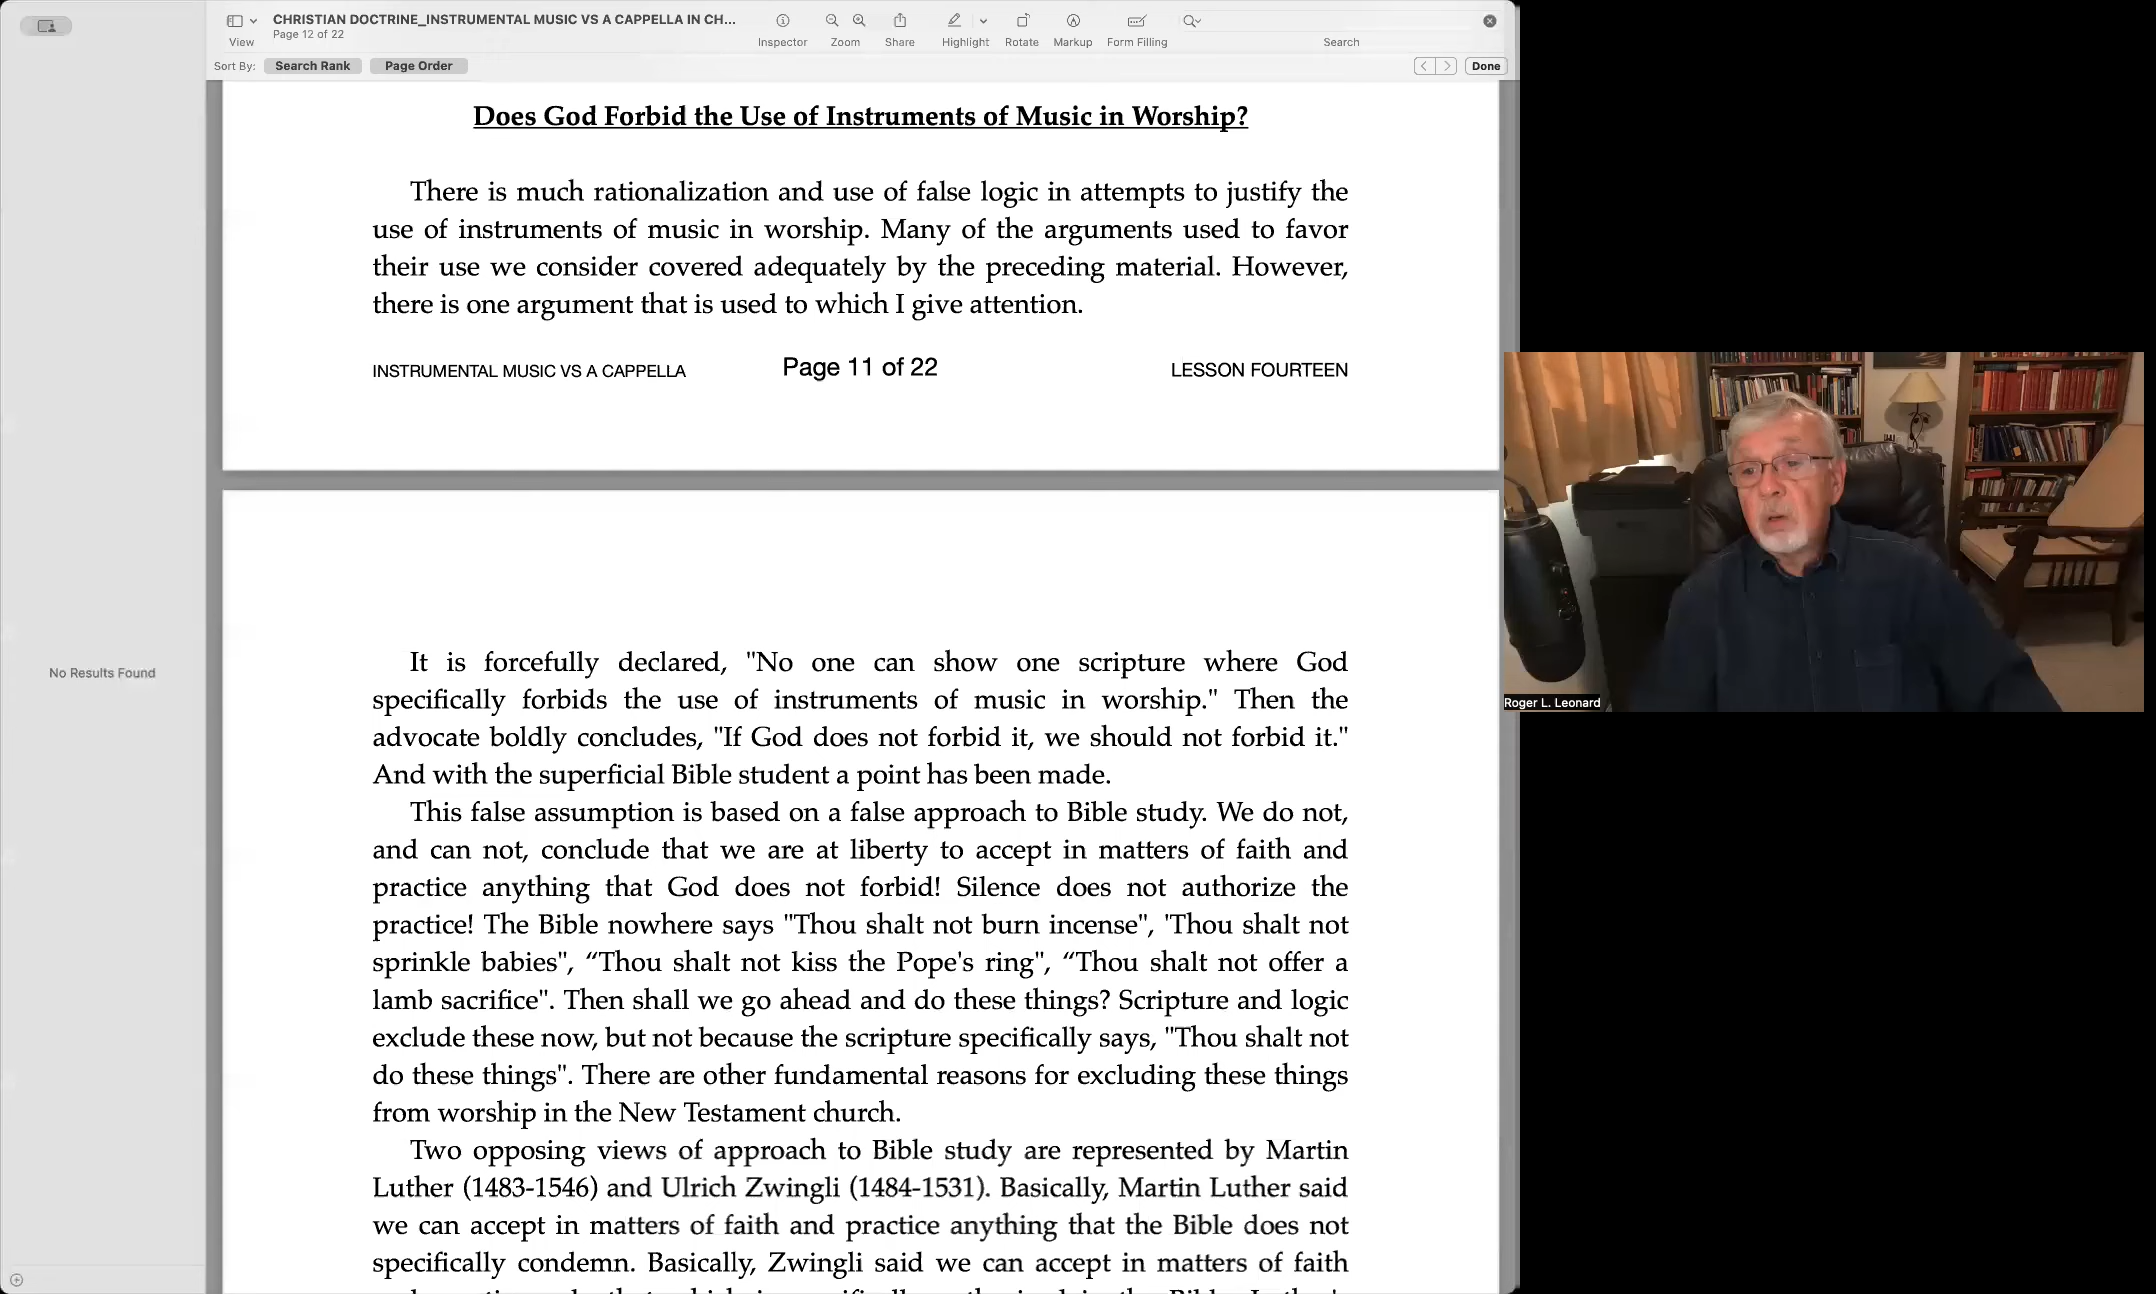 CHRISTIAN DOCTRINE_INSTRUMENTAL MUSIC VS A CAPPELLA IN CH...
Page 12 of 22
View
Inspector
Zoom
Share
Highlight
Rotate
Markup
Form Filling
Search
Sort By:
Search Rank
Page Order
Done
Does God Forbid the Use of Instruments of Music in Worship?
There is much rationalization and use of false logic in attempts to justify the
use of instruments of music in worship. Many of the arguments used to favor
their use we consider covered adequately by the preceding material. However,
there is one argument that is used to which I give attention.
INSTRUMENTAL MUSIC VS A CAPPELLA
Page 11 of 22
LESSON FOURTEEN
It is forcefully declared, "No one can show one scripture where God
specifically forbids the use of instruments of music in worship." Then the
advocate boldly concludes, "If God does not forbid it, we should not forbid it."
And with the superficial Bible student a point has been made.
This false assumption is based on a false approach to Bible study. We do not,
and can not, conclude that we are at liberty to accept in matters of faith and
practice anything that God does not forbid! Silence does not authorize the
practice! The Bible nowhere says "Thou shalt not burn incense", 'Thou shalt not
sprinkle babies", “Thou shalt not kiss the Pope's ring", “Thou shalt not offer a
lamb sacrifice". Then shall we go ahead and do these things? Scripture and logic
exclude these now, but not because the scripture specifically says, "Thou shalt not
do these things". There are other fundamental reasons for excluding these things
from worship in the New Testament church.
Two opposing views of approach to Bible study are represented by Martin
Luther (1483-1546) and Ulrich Zwingli (1484-1531). Basically, Martin Luther said
we can accept in matters of faith and practice anything that the Bible does not
specifically condemn. Basically, Zwingli said we can accept in matters of faith
No Results Found
Roger L. Leonard